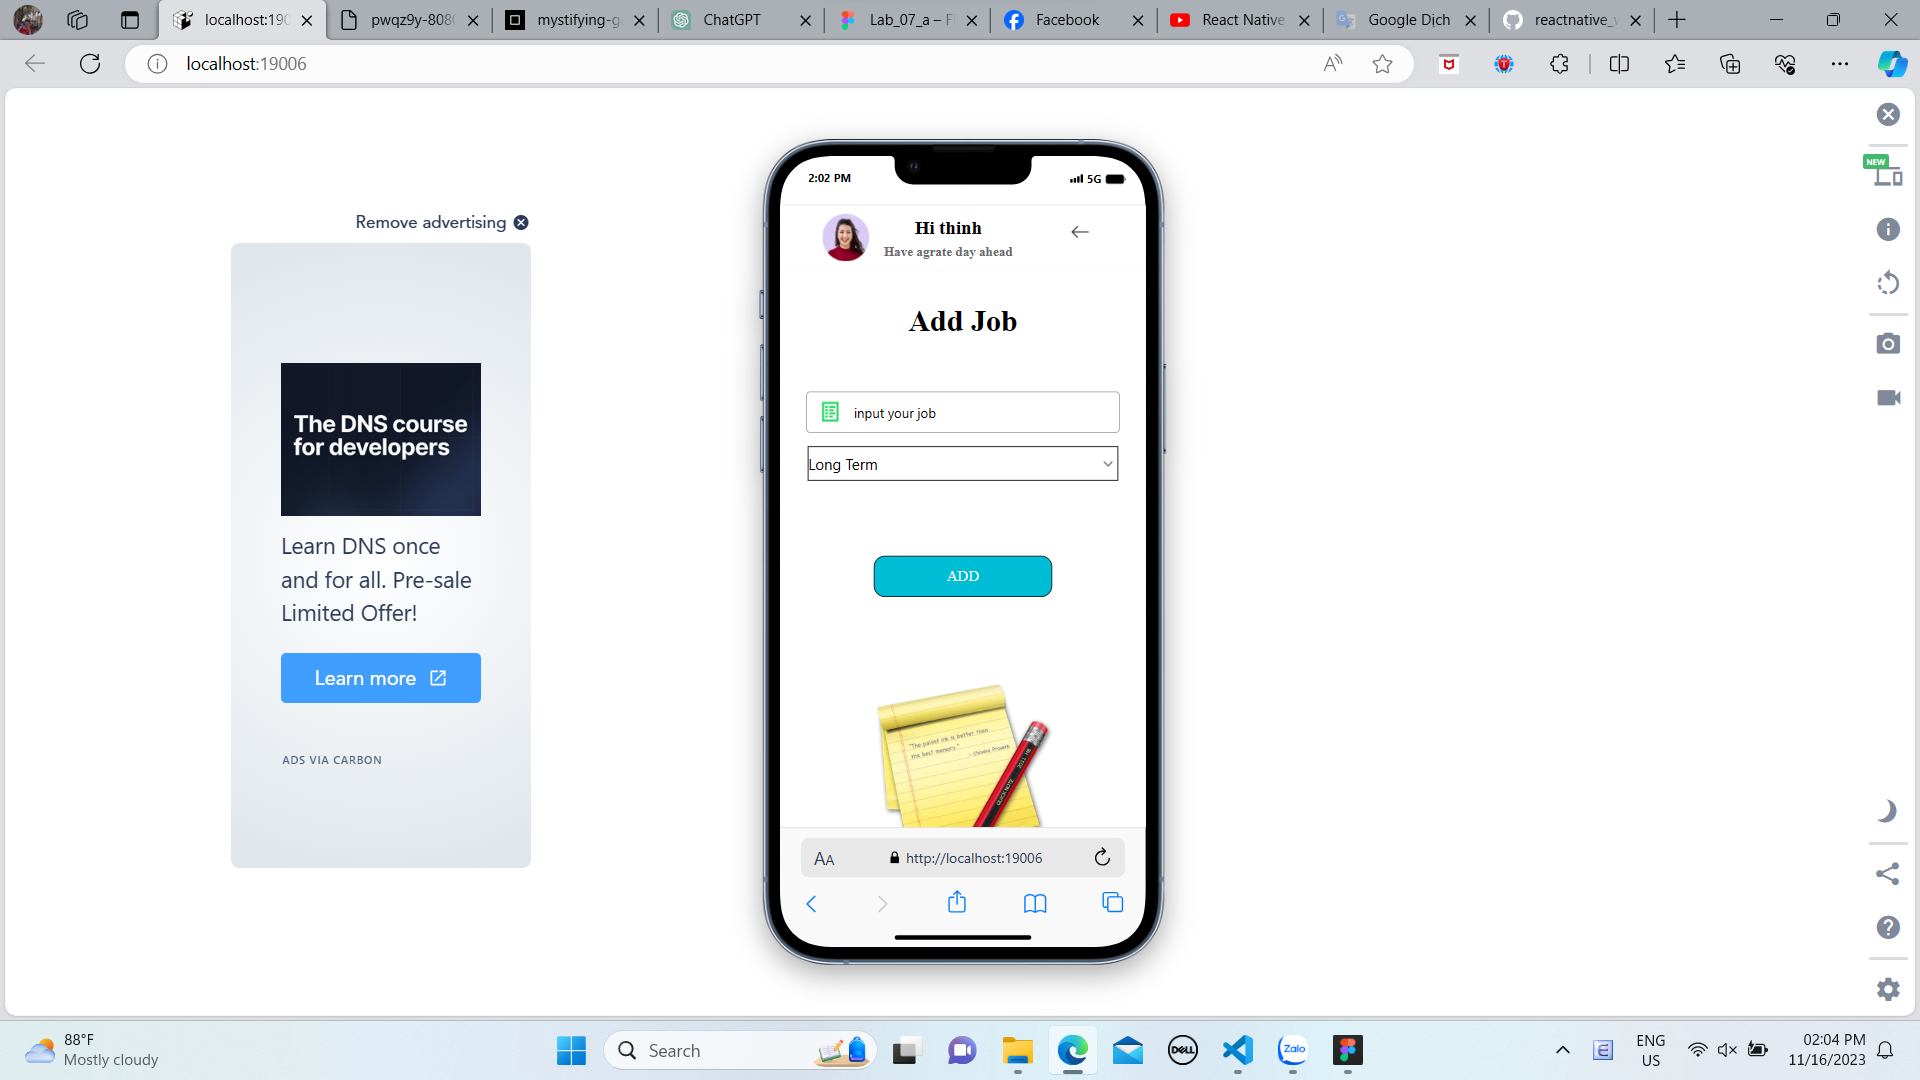 localhost:190
pwqz9y-808
mystifying-g
ChatGPT
Lab_07_a – F
Facebook
React Native
Google Dịch
reactnative_
localhost:19006
NEW
Remove advertising
The DNS course
for developers
Learn DNS once
and for all. Pre-sale
Limited Offer!
Learn more
ADS VIA CARBON
2:02 PM
5G
Hi thinh
Have agrate day ahead
Add Job
input your job
Long Term
ADD
"The palest ink is better than
the best memory."
- Chinese Proverb
AA
http://localhost:19006
88°F
Mostly cloudy
Search
DELL
Zalo
ENG
US
02:04 PM
11/16/2023